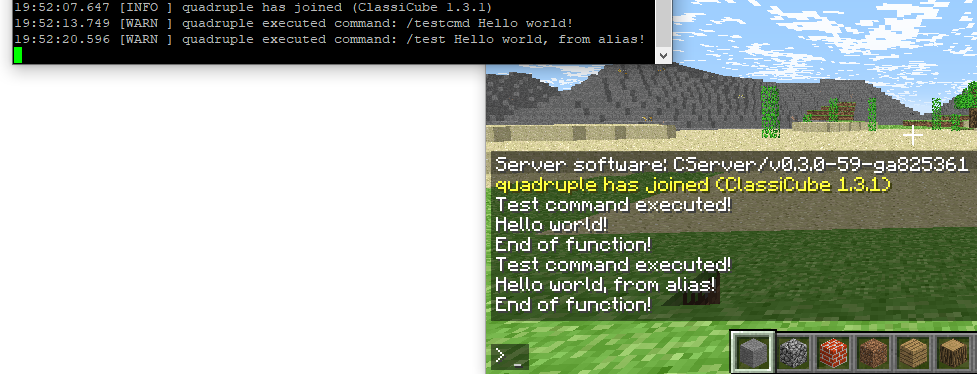 19:52:07.647 [INFO ] quadruple has joined (ClassiCube 1.3.1)
19:52:13.749 [WARN ] quadruple executed command: /testcmd Hello world!
19:52:20.596 [WARN ] quadruple executed command: /test Hello world, from alias!
Server software: CServer/v0.3.0-59-ga825361
quadruple has joined (ClassiCube 1.3.1)
Test command executed!
Hello world!
End of function!
Test command executed!
Hello world, from alias!
End of function!
> _